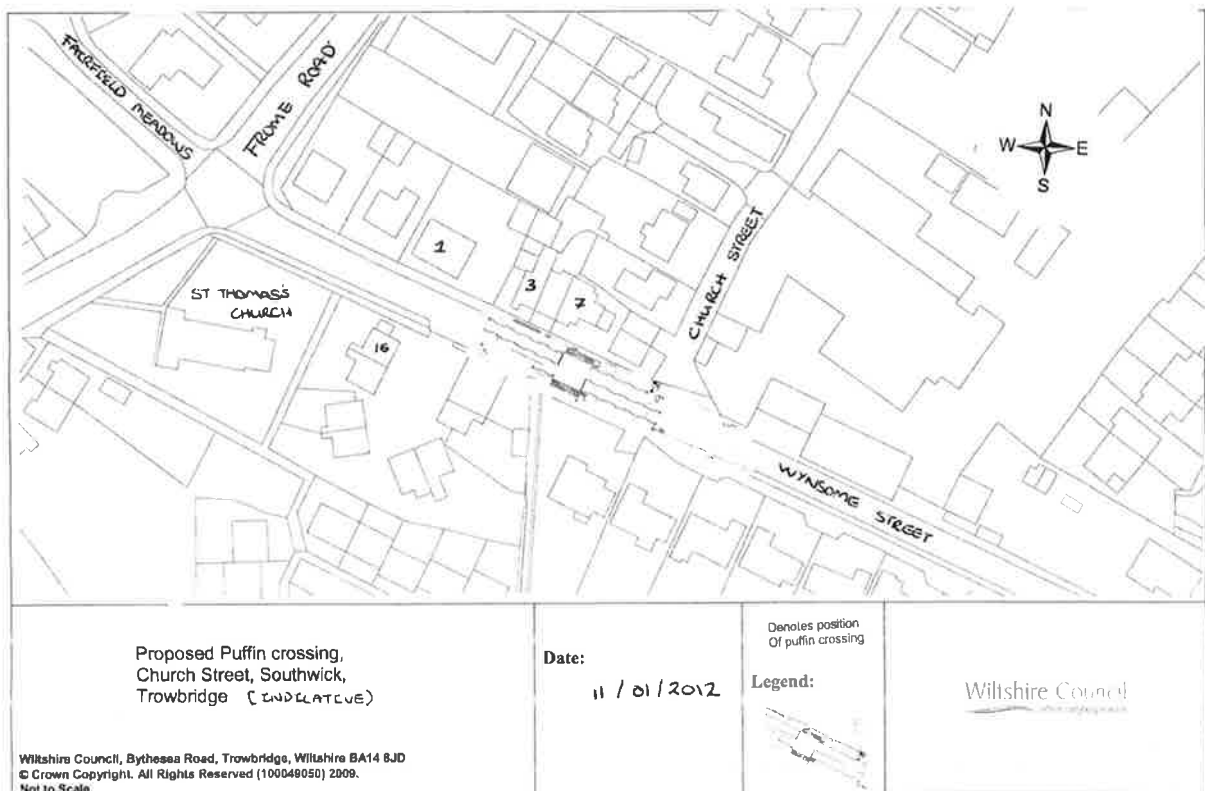 FAIRFIELD MEADOWS
FROME ROAD
N
W E
S
1
3
7
CHURCH STREET
ST THOMAS'S
CHURCH
16
WYNSOME STREET
Proposed Puffin crossing,
Church Street, Southwick,
Trowbridge (INDICATIVE)
Wiltshire Council, Bythesea Road, Trowbridge, Wiltshire BA14 8JD
© Crown Copyright. All Rights Reserved (100049050) 2009.
Not to Scale
Date:
11 / 01 / 2012
Denotes position
Of puffin crossing
Legend:
Wiltshire Council